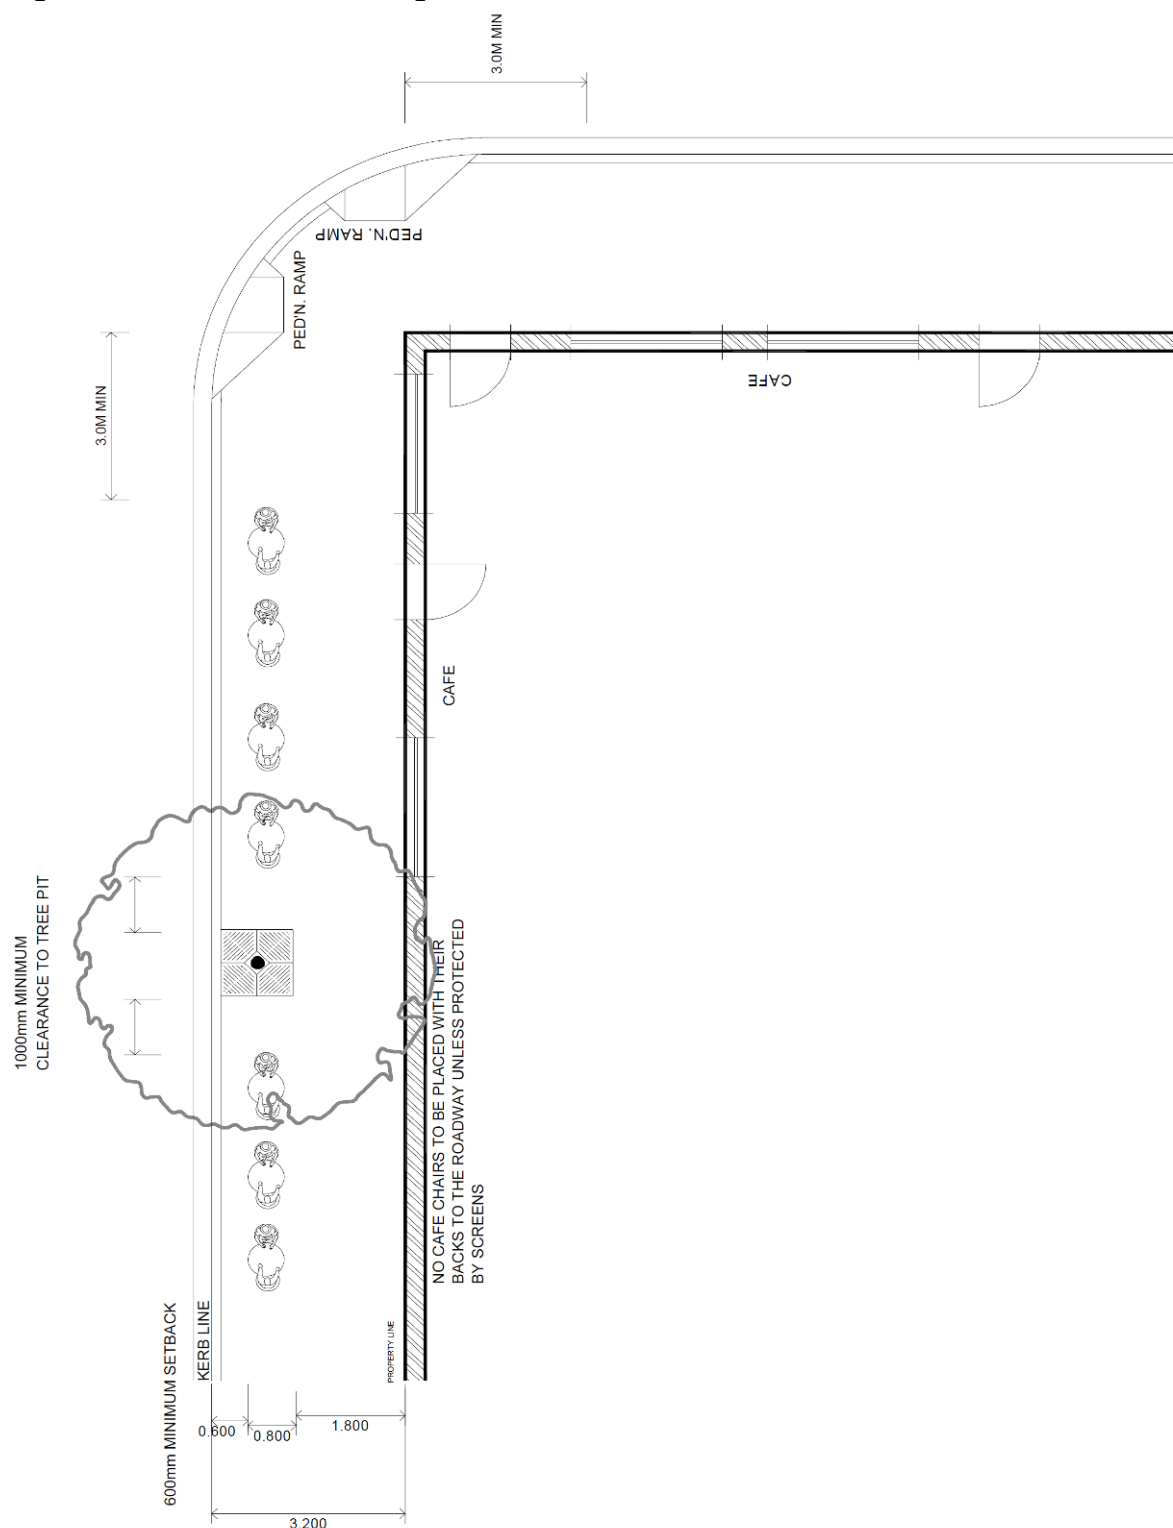 3.0M MIN
PED'N. RAMP
PED'N. RAMP
3.0M MIN
CAFE
CAFE
1000mm MINIMUM
CLEARANCE TO TREE PIT
NO CAFE CHAIRS TO BE PLACED WITH THEIR
BACKS TO THE ROADWAY UNLESS PROTECTED
BY SCREENS
600mm MINIMUM SETBACK
KERB LINE
PROPERTY LINE
0.600
0.800
1.800
3.200